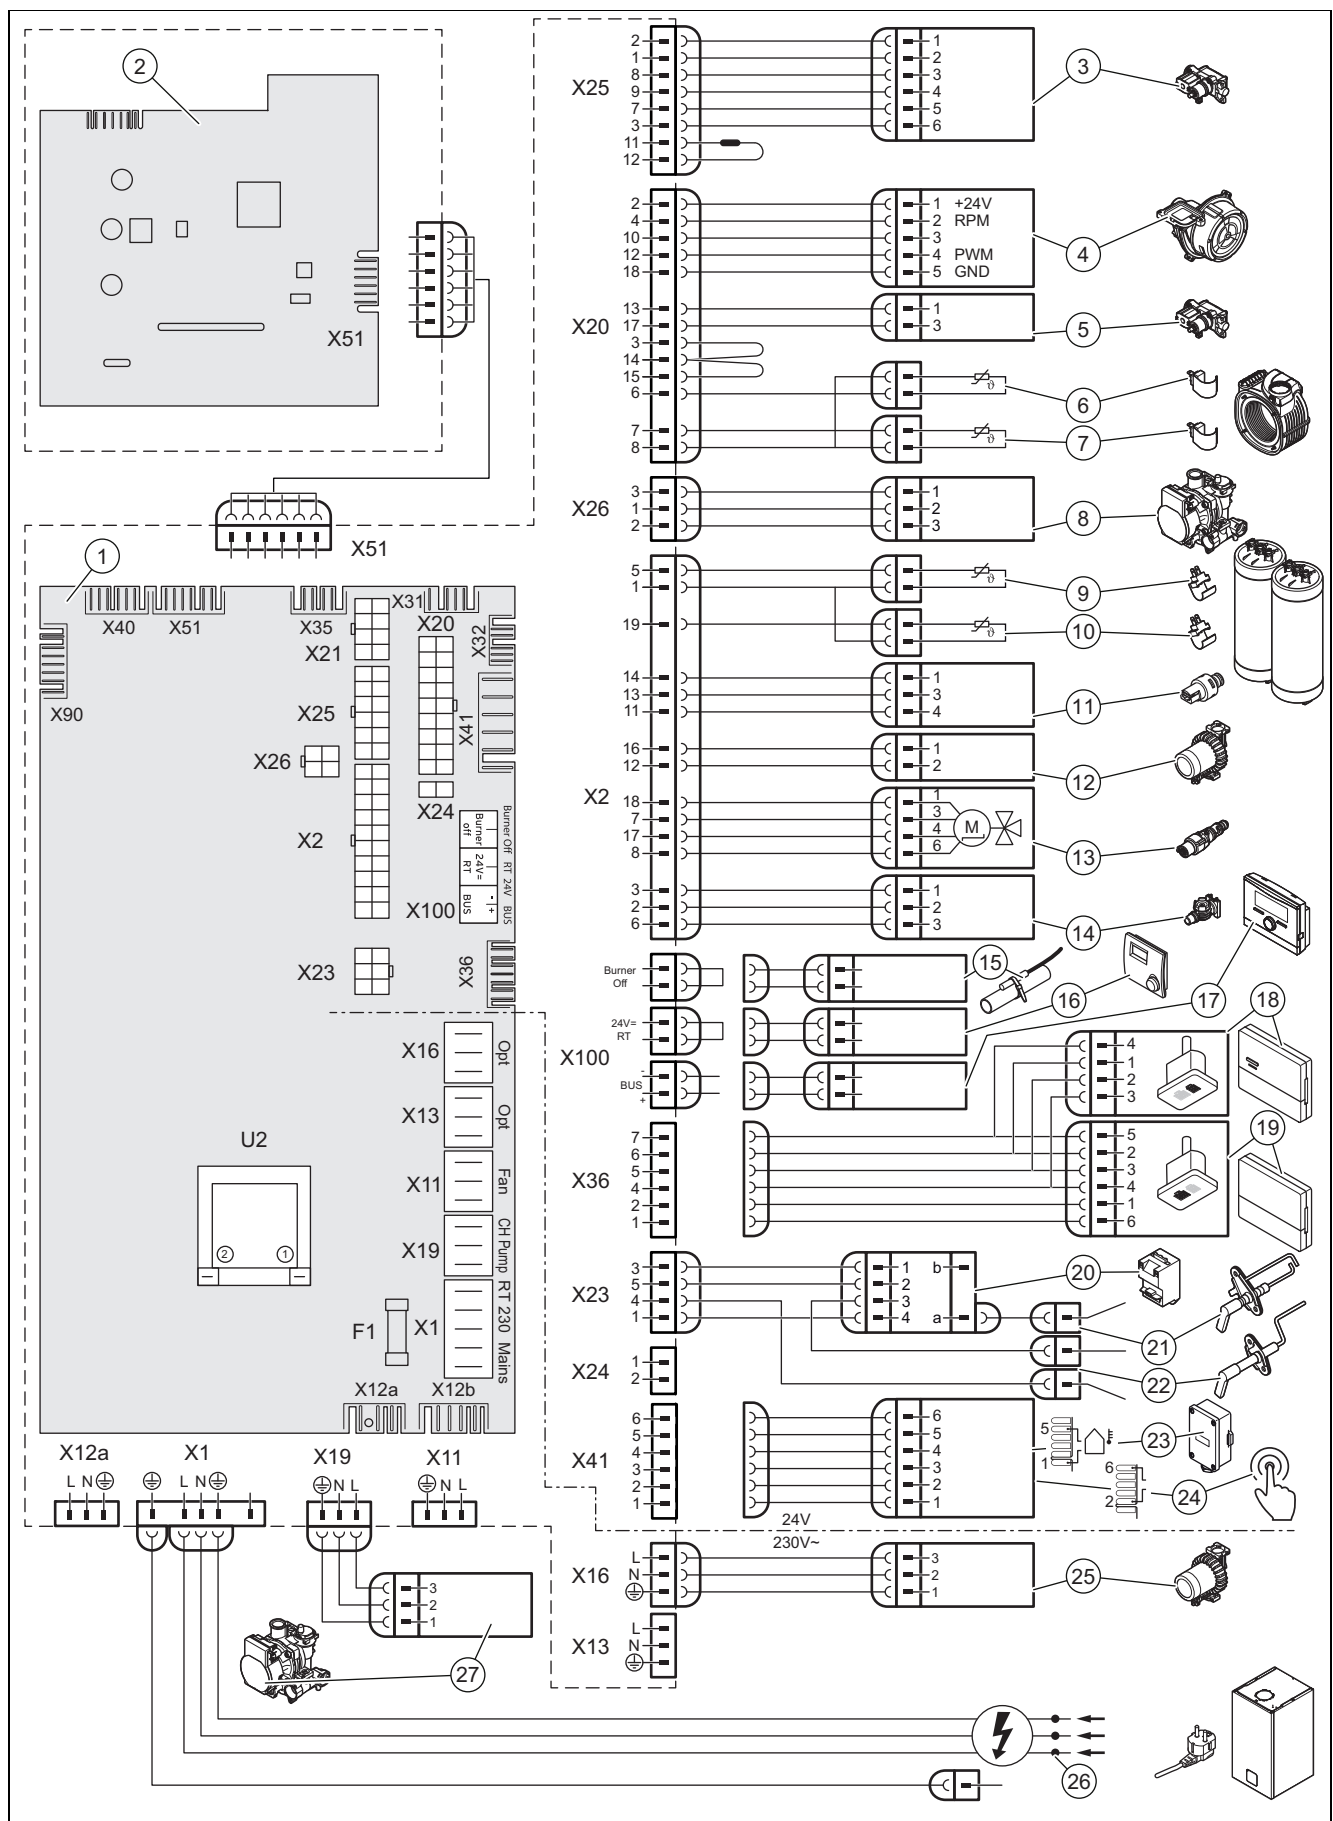 2
X51
X51
1
X40
X51
X35
X31
X21
X20
X32
X90
X25
X41
X26
X24
X2
Burner off
24V= RT
BUS
- +
Burner Off RT 24V BUS
X100
X23
X36
X16
Opt
X13
Opt
X11
Fan
X19
CH Pump
X1
RT 230 Mains
U2
2
1
F1
X12a
X12b
X12a
L N
X1
L N
X19
N L
X11
N L
3
2
1
27
X25
2 1
1 2
8 3
9 4
7 5
3 6
11
12
3
X20
2 1 +24V
4 2 RPM
10 3
12 4 PWM
18 5 GND
4
13 1
17 3
5
3
14
15
6
ϑ
6
7
8
ϑ
7
X26
3 1
1 2
2 3
8
X2
5
1
ϑ
9
19
ϑ
10
14 1
13 3
11 4
11
16 1
12 2
12
18 1
7 3
17 4
8 6
M
13
3 1
2 2
6 3
14
X100
Burner
Off
15
24V=
RT
16
-
BUS
+
17
4
1
2
3
18
X36
7 5
6 2
5 3
4 4
2 1
1 6
19
X23
3 1 b
5 2
4 3
1 4 a
20
21
22
X24
1
2
X41
6 6
5 5
4 4
3 3
2 2
1 1
5
1
23
6
2
24
24V
230V~
X16
L 3
N 2
1
25
X13
L
N
26